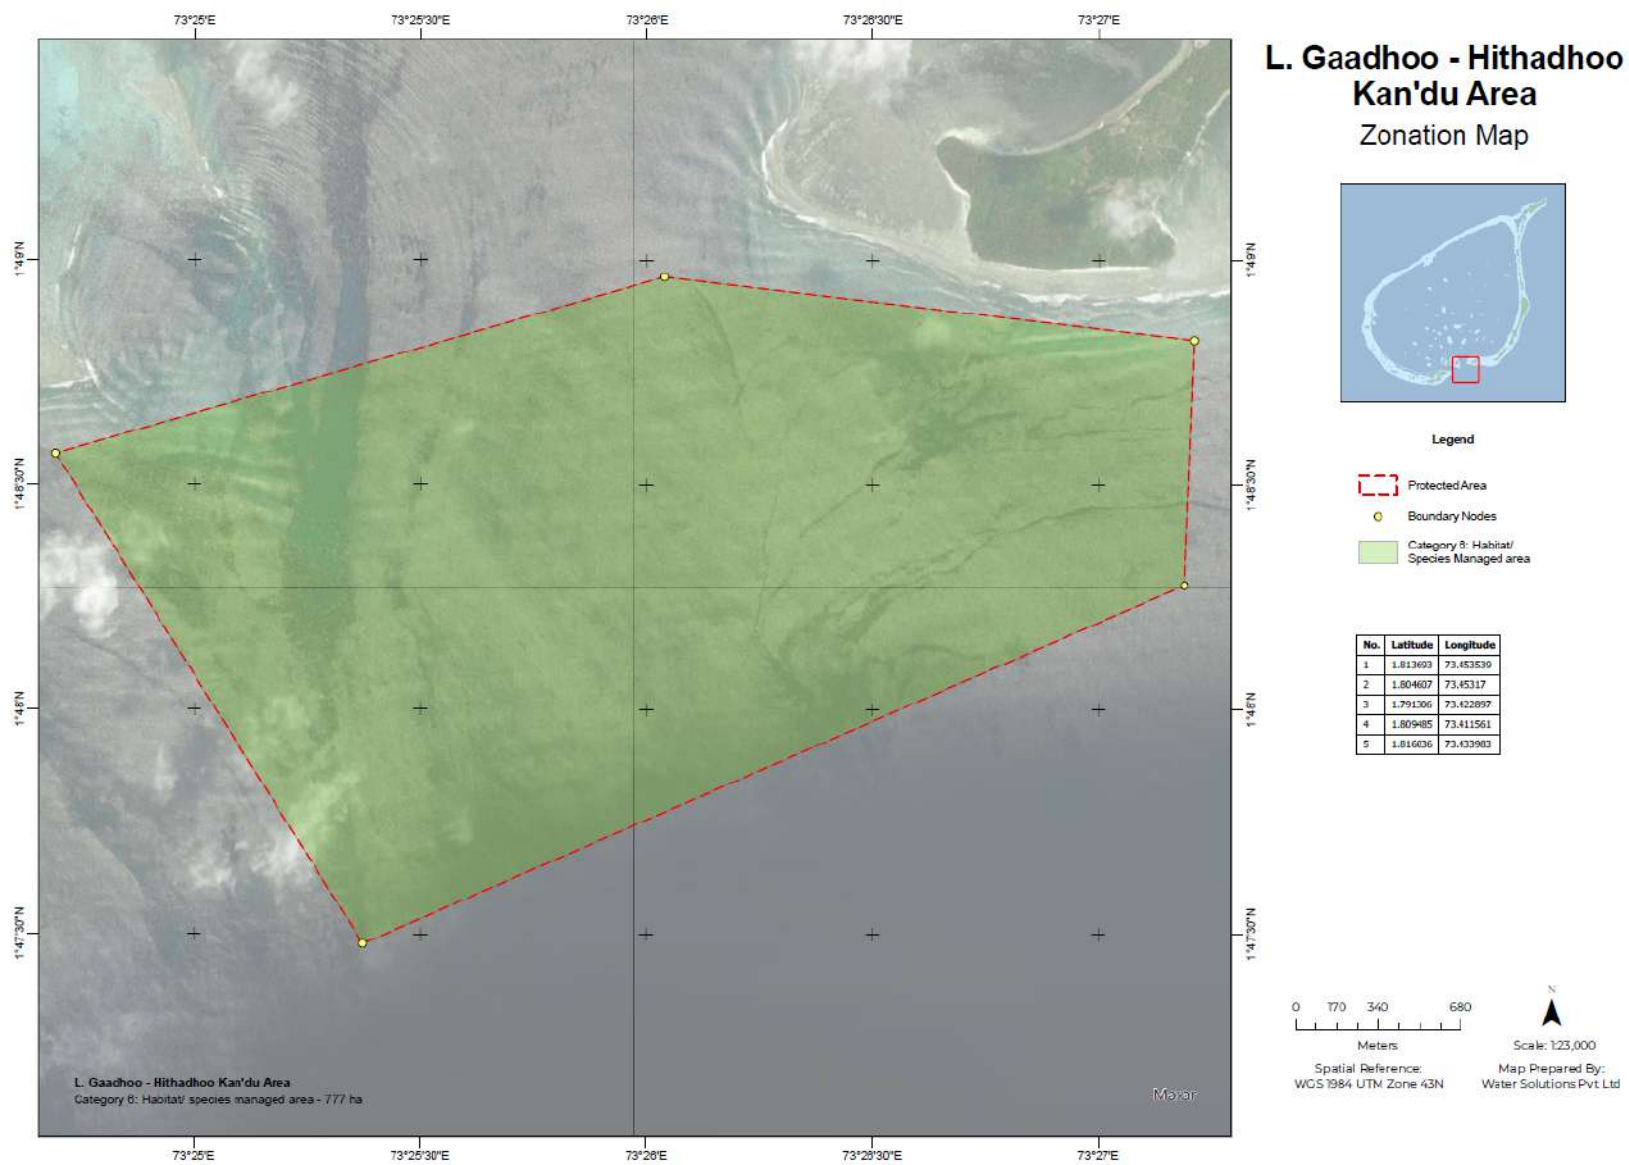 73°25'E 73°25'30"E 73°26'E 73°26'30"E 73°27'E
L. Gaadhoo - Hithadhoo
Kan'du Area
Zonation Map
1°49'N
1°49'N
1°48'30"N
1°48'30"N
1°48'N
1°48'N
1°47'30"N
1°47'30"N
Legend
Protected Area
Boundary Nodes
Category 6: Habitat/
Species Managed area
No. Latitude Longitude
1 1.813693 73.453539
2 1.804607 73.45317
3 1.791306 73.422897
4 1.809485 73.411561
5 1.816036 73.433983
N
0 170 340 680
Meters
Scale: 1:23,000
Spatial Reference:
WGS 1984 UTM Zone 43N
Map Prepared By:
Water Solutions Pvt Ltd
L. Gaadhoo - Hithadhoo Kan'du Area
Category 6: Habitat/ species managed area - 777 ha
Maxar
73°25'E 73°25'30"E 73°26'E 73°26'30"E 73°27'E